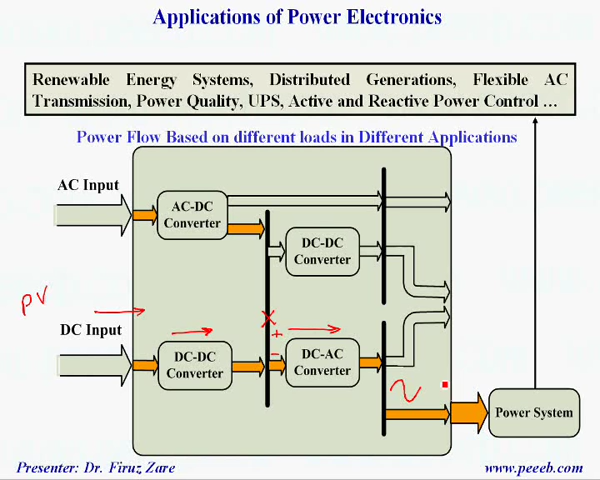 Applications of Power Electronics
Renewable Energy Systems, Distributed Generations, Flexible AC
Transmission, Power Quality, UPS, Active and Reactive Power Control ...
Power Flow Based on different loads in Different Applications
AC Input
AC-DC
Converter
DC-DC
Converter
PV
DC Input
+
-
DC-DC
Converter
DC-AC
Converter
Power System
Presenter: Dr. Firuz Zare
www.peeeb.com